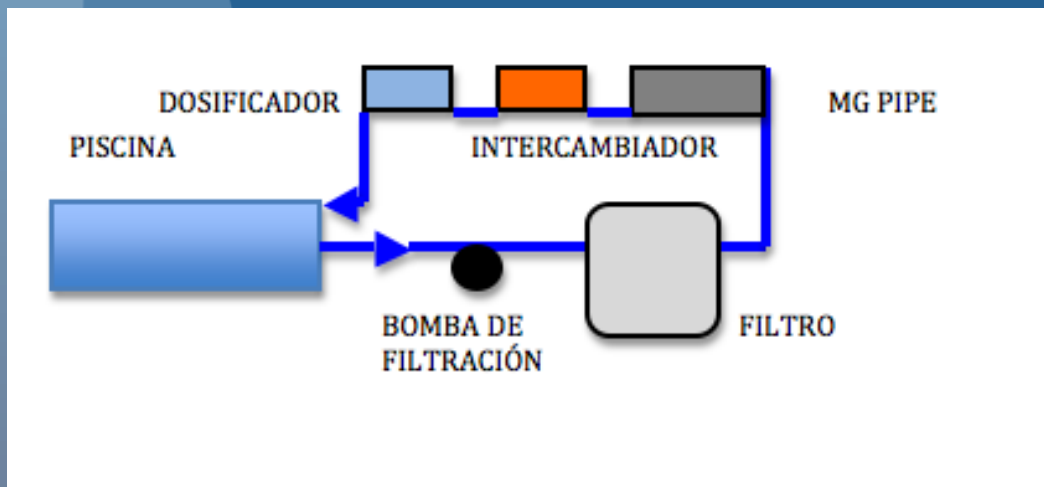 DOSIFICADOR
MG PIPE
PISCINA
INTERCAMBIADOR
BOMBA DE
FILTRACIÓN
FILTRO